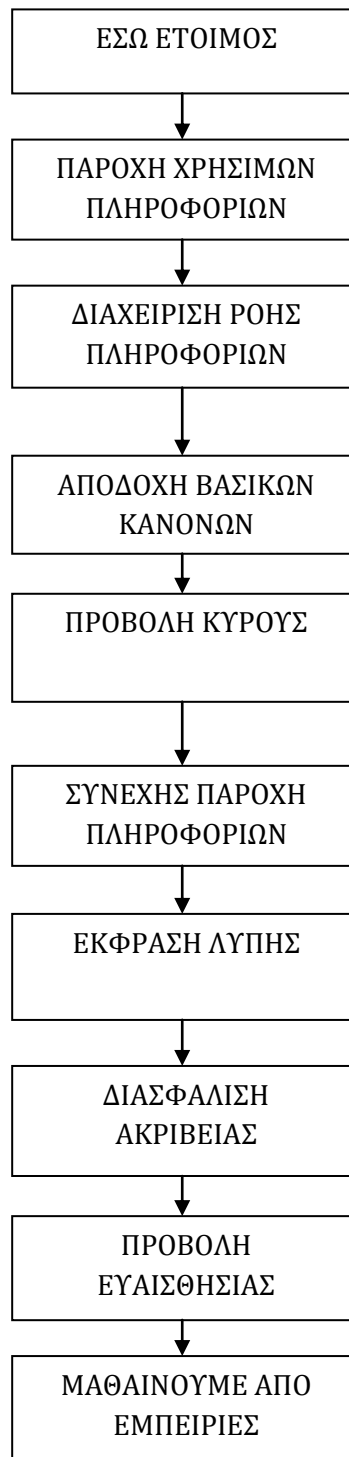 ΕΣΩ ΕΤΟΙΜΟΣ
ΠΑΡΟΧΗ ΧΡΗΣΙΜΩΝ
ΠΛΗΡΟΦΟΡΙΩΝ
ΔΙΑΧΕΙΡΙΣΗ ΡΟΗΣ
ΠΛΗΡΟΦΟΡΙΩΝ
ΑΠΟΔΟΧΗ ΒΑΣΙΚΩΝ
ΚΑΝΟΝΩΝ
ΠΡΟΒΟΛΗ ΚΥΡΟΥΣ
ΣΥΝΕΧΗΣ ΠΑΡΟΧΗ
ΠΛΗΡΟΦΟΡΙΩΝ
ΕΚΦΡΑΣΗ ΛΥΠΗΣ
ΔΙΑΣΦΑΛΙΣΗ
ΑΚΡΙΒΕΙΑΣ
ΠΡΟΒΟΛΗ
ΕΥΑΙΣΘΗΣΙΑΣ
ΜΑΘΑΙΝΟΥΜΕ ΑΠΟ
ΕΜΠΕΙΡΙΕΣ